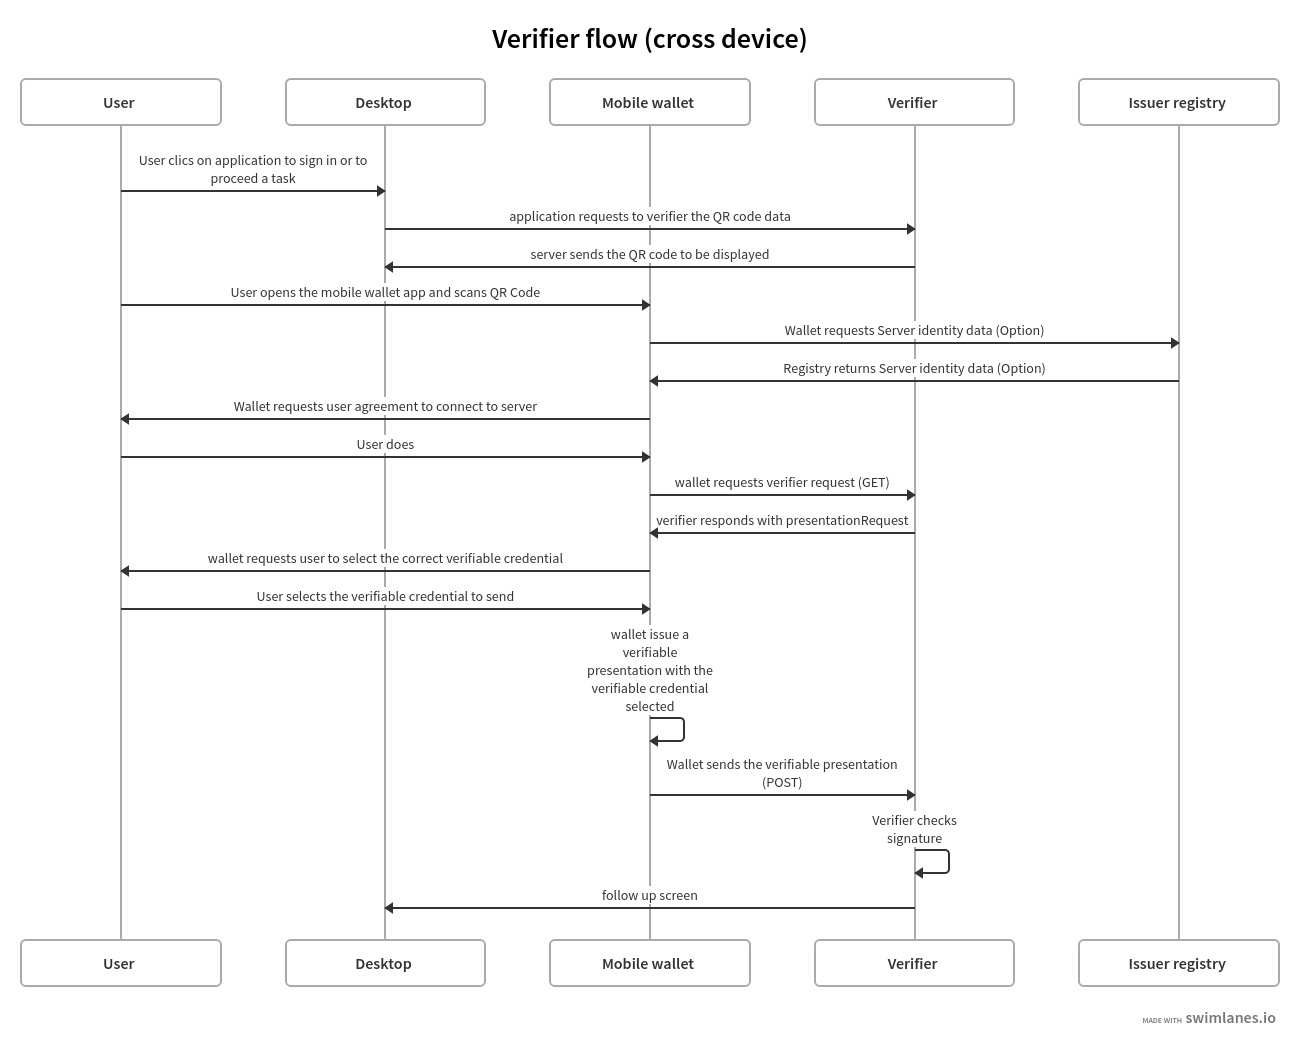 Verifier flow (cross device)
User
Desktop
Mobile wallet
Verifier
Issuer registry
User clics on application to sign in or to
proceed a task
application requests to verifier the QR code data
server sends the QR code to be displayed
User opens the mobile wallet app and scans QR Code
Wallet requests Server identity data (Option)
Registry returns Server identity data (Option)
Wallet requests user agreement to connect to server
User does
wallet requests verifier request (GET)
verifier responds with presentationRequest
wallet requests user to select the correct verifiable credential
User selects the verifiable credential to send
wallet issue a
verifiable
presentation with the
verifiable credential
selected
Wallet sends the verifiable presentation
(POST)
Verifier checks
signature
follow up screen
User
Desktop
Mobile wallet
Verifier
Issuer registry
MADE WITH swimlanes.io